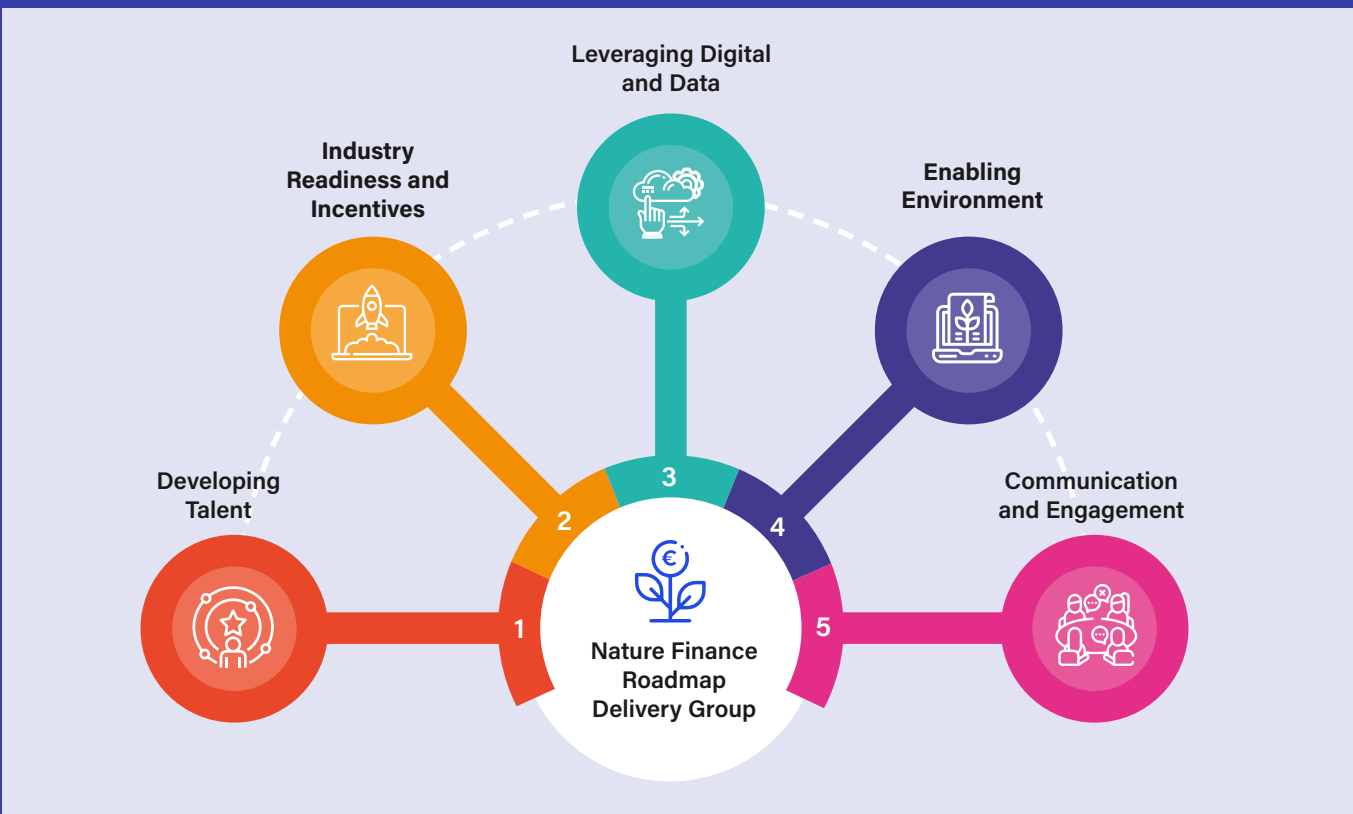 Leveraging Digital
and Data
Industry
Readiness and
Incentives
Enabling
Environment
Developing
Talent
Communication
and Engagement
1
2
3
4
5
€
Nature Finance
Roadmap
Delivery Group